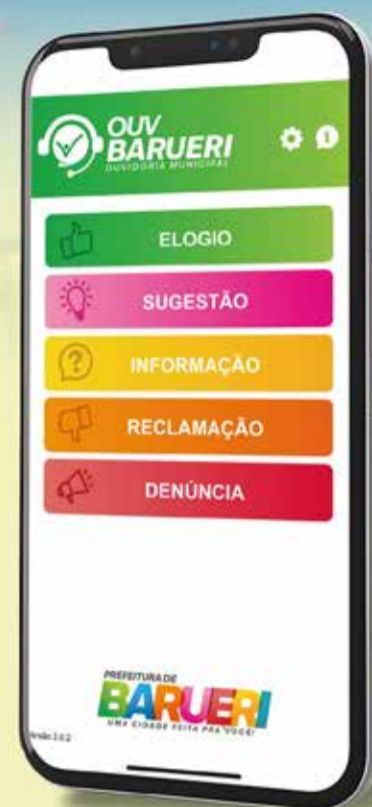 OUV
BARUERI
OUVIDORIA MUNICIPAL
ELOGIO
SUGESTÃO
INFORMAÇÃO
RECLAMAÇÃO
DENÚNCIA
PREFEITURA DE
BARUERI
UMA CIDADE FEITA PRA VOCÊ!